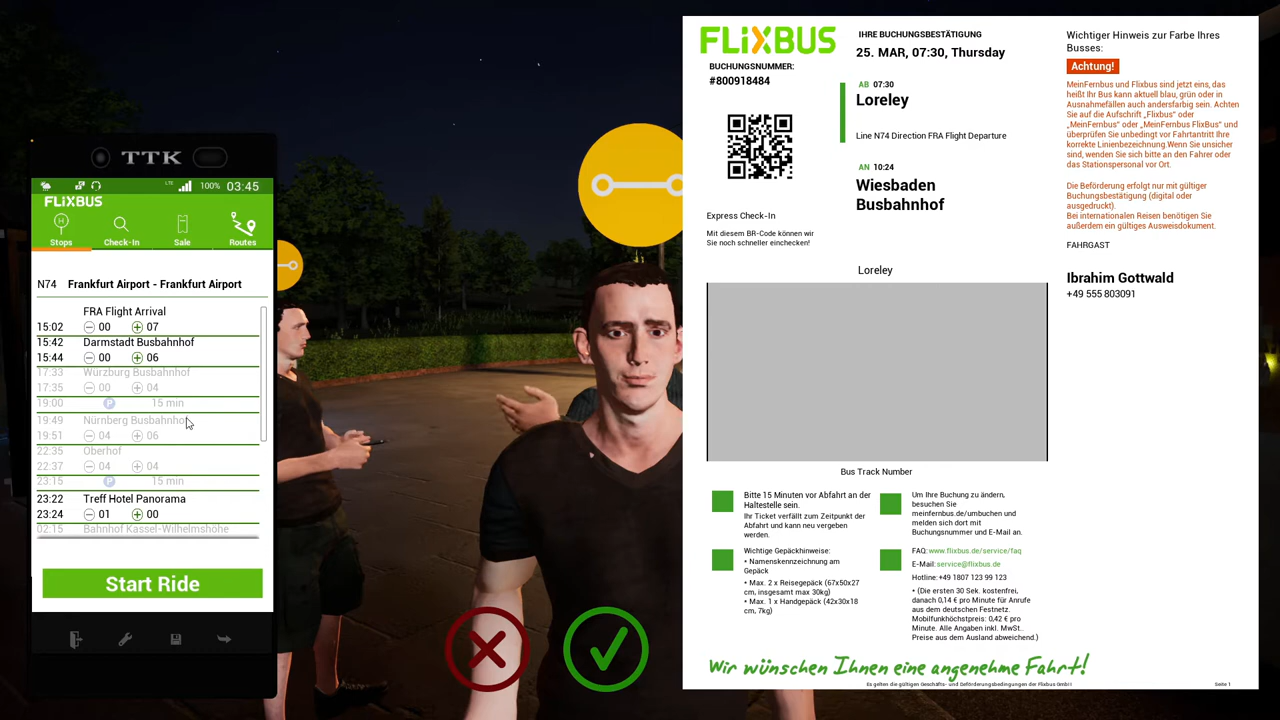 TTK
LTE 100% 03:45
FLiXBUS
Stops Check-In Sale Routes
N74 Frankfurt Airport - Frankfurt Airport
FRA Flight Arrival
15:02 00 07
15:42 Darmstadt Busbahnhof
15:44 00 06
17:33 Würzburg Busbahnhof
17:35 00 04
19:00 P 15 min
19:49 Nürnberg Busbahnhof
19:51 04 06
22:35 Oberhof
22:37 04 04
23:15 P 15 min
23:22 Treff Hotel Panorama
23:24 01 00
02:15 Bahnhof Kassel-Wilhelmshöhe
Start Ride
FLiXBUS
BUCHUNGSNUMMER:
#800918484
Express Check-In
Mit diesem BR-Code können wir
Sie noch schneller einchecken!
IHRE BUCHUNGSBESTÄTIGUNG
25. MAR, 07:30, Thursday
AB 07:30
Loreley
Line N74 Direction FRA Flight Departure
AN 10:24
Wiesbaden
Busbahnhof
Loreley
Bus Track Number
Bitte 15 Minuten vor Abfahrt an der
Haltestelle sein.
Ihr Ticket verfällt zum Zeitpunkt der
Abfahrt und kann neu vergeben
werden.
Wichtige Gepäckhinweise:
• Namenskennzeichnung am
Gepäck
• Max. 2 x Reisegepäck (67x50x27
cm, insgesamt max 30kg)
• Max. 1 x Handgepäck (42x30x18
cm, 7kg)
Um Ihre Buchung zu ändern,
besuchen Sie
meinfernbus.de/umbuchen und
melden sich dort mit
Buchungsnummer und E-Mail an.
FAQ: www.flixbus.de/service/faq
E-Mail: service@flixbus.de
Hotline: +49 1807 123 99 123
• (Die ersten 30 Sek. kostenfrei,
danach 0,14 € pro Minute für Anrufe
aus dem deutschen Festnetz.
Mobilfunkhöchstpreis: 0,42 € pro
Minute. Alle Angaben inkl. MwSt..
Preise aus dem Ausland abweichend.)
Wir wünschen Ihnen eine angenehme Fahrt!
Es gelten die gültigen Geschäfts- und Beförderungsbedingungen der Flixbus GmbH
Seite 1
Wichtiger Hinweis zur Farbe Ihres
Busses:
Achtung!
MeinFernbus und Flixbus sind jetzt eins, das
heißt Ihr Bus kann aktuell blau, grün oder in
Ausnahmefällen auch andersfarbig sein. Achten
Sie auf die Aufschrift „Flixbus“ oder
„MeinFernbus“ oder „MeinFernbus FlixBus“ und
überprüfen Sie unbedingt vor Fahrtantritt Ihre
korrekte Linienbezeichnung.Wenn Sie unsicher
sind, wenden Sie sich bitte an den Fahrer oder
das Stationspersonal vor Ort.
Die Beförderung erfolgt nur mit gültiger
Buchungsbestätigung (digital oder
ausgedruckt).
Bei internationalen Reisen benötigen Sie
außerdem ein gültiges Ausweisdokument.
FAHRGAST
Ibrahim Gottwald
+49 555 803091